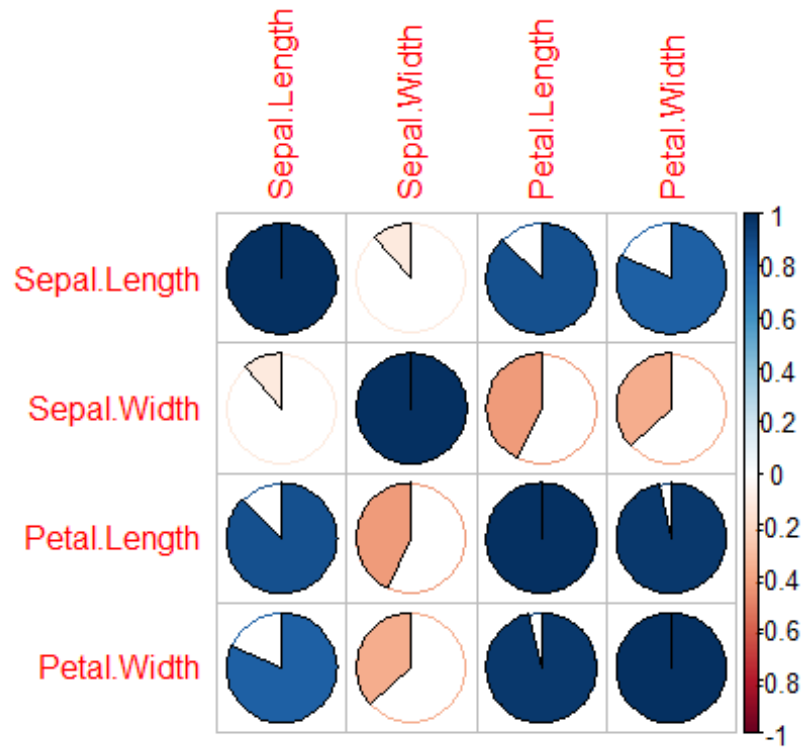 Sepal.Length
Sepal.Width
Petal.Length
Petal.Width
Sepal.Length
Sepal.Width
Petal.Length
Petal.Width
1
0.8
0.6
0.4
0.2
0
-0.2
-0.4
-0.6
-0.8
-1